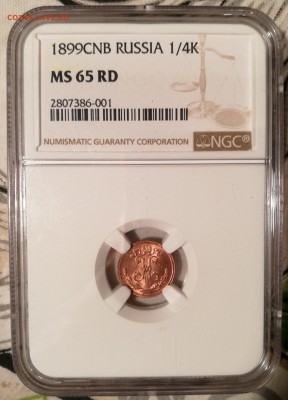 1899CNB RUSSIA 1/4K
MS 65 RD
2807386-001
NUMISMATIC GUARANTY CORPORATION
NGC®